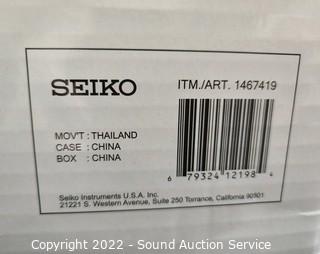 SEIKO
ITM./ART. 1467419
MOV'T : THAILAND
CASE : CHINA
BOX : CHINA
6 79324 12198 4
Seiko Instruments U.S.A. Inc.
21221 S. Western Avenue, Suite 250 Torrance, California 90501
Copyright 2022 - Sound Auction Service